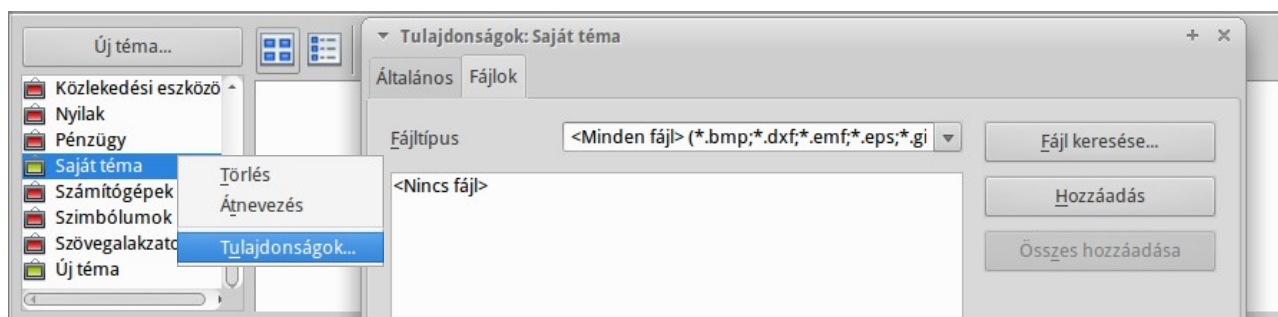 Új téma...
Közlekedési eszközö
Nyilak
Pénzügy
Saját téma
Számítógépek
Szimbólumok
Szövegalakzato
Új téma
Törlés
Átnevezés
Tulajdonságok...
Tulajdonságok: Saját téma
Általános Fájlok
Fájltípus <Minden fájl> (*.bmp;*.dxf;*.emf;*.eps;*.gi
<Nincs fájl>
Fájl keresése...
Hozzáadás
Összes hozzáadása